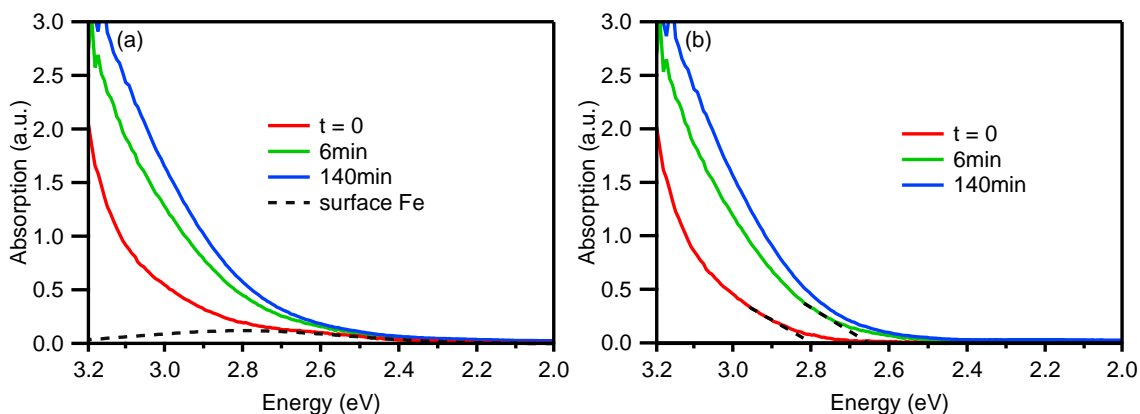 (a)
3.0
2.5
2.0
1.5
1.0
0.5
0.0
Absorption (a.u.)
t = 0
6min
140min
surface Fe
3.2 3.0 2.8 2.6 2.4 2.2 2.0
Energy (eV)
(b)
3.0
2.5
2.0
1.5
1.0
0.5
0.0
Absorption (a.u.)
t = 0
6min
140min
3.2 3.0 2.8 2.6 2.4 2.2 2.0
Energy (eV)